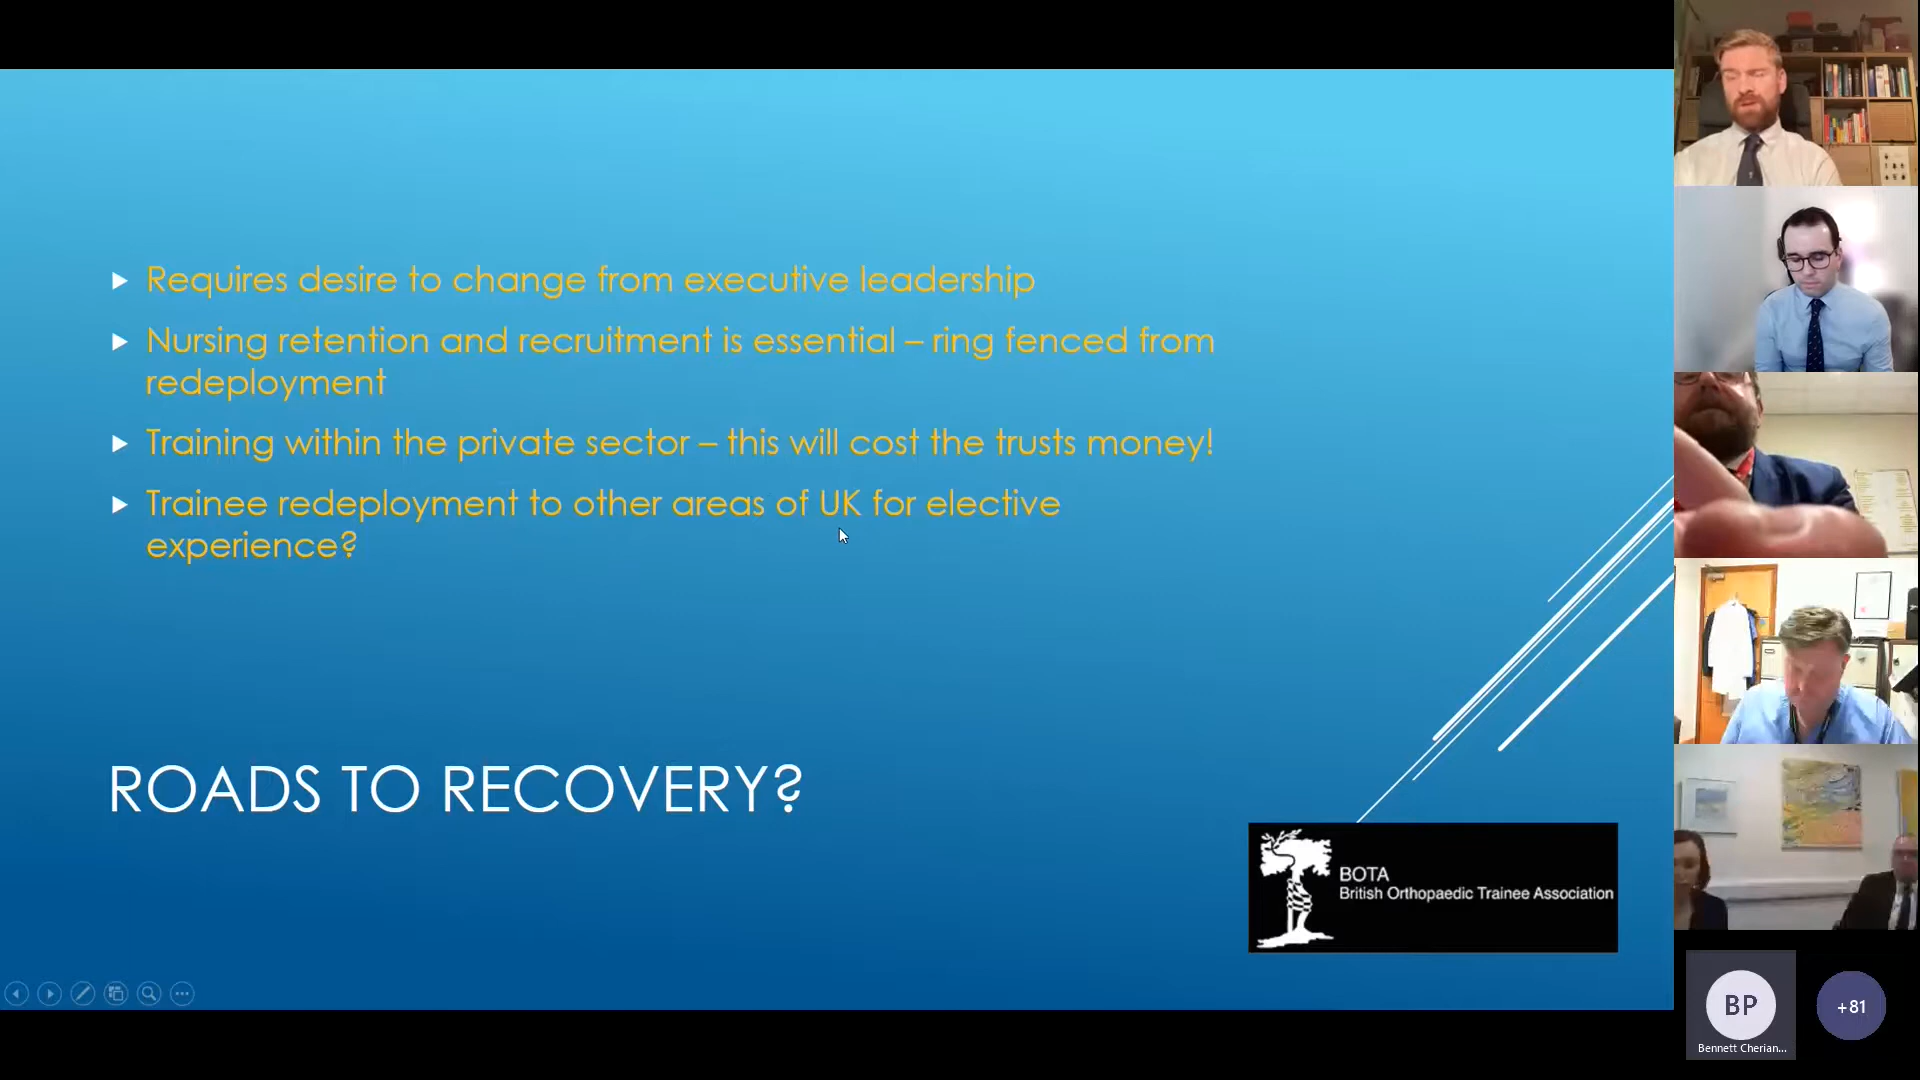 Requires desire to change from executive leadership
Nursing retention and recruitment is essential – ring fenced from
redeployment
Training within the private sector – this will cost the trusts money!
Trainee redeployment to other areas of UK for elective
experience?
ROADS TO RECOVERY?
BOTA
British Orthopaedic Trainee Association
BP
Bennett Cherian...
+81